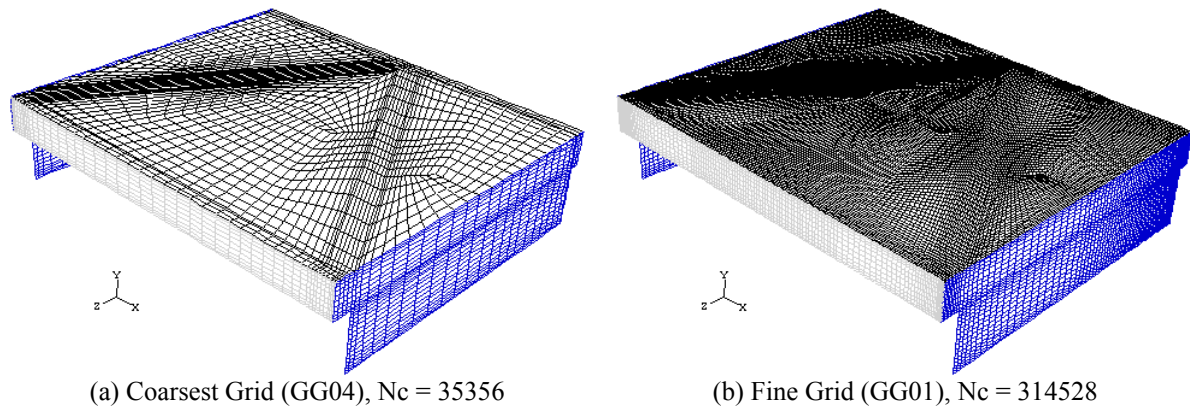 Y
Z X
Y
Z X
(a) Coarsest Grid (GG04), Nc = 35356
(b) Fine Grid (GG01), Nc = 314528